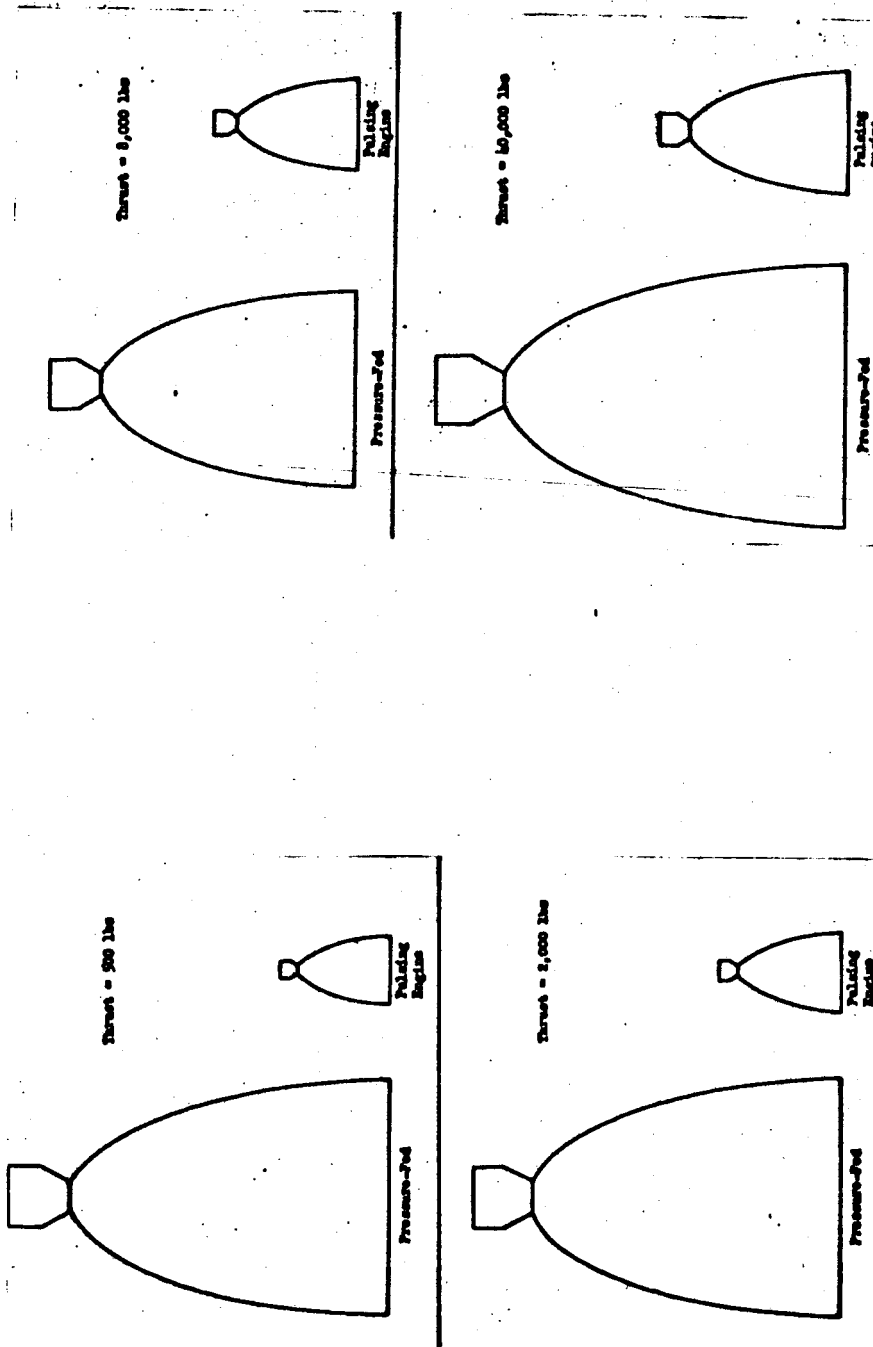 Thrust = 500 lbs
Pressure-Fed
Pulsing
Engine
Thrust = 8,000 lbs
Pressure-Fed
Pulsing
Engine
Thrust = 2,000 lbs
Pressure-Fed
Pulsing
Engine
Thrust = 40,000 lbs
Pressure-Fed
Pulsing